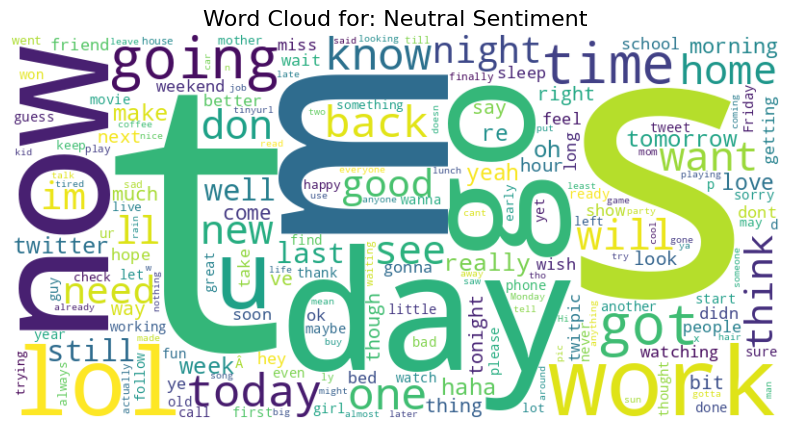 Word Cloud for: Neutral Sentiment
now
going
know
night
time
home
morning
school
friend
miss
mother
went
leave
house
car
n
said
looking
till
late
wait
sleep
finally
won
guess
movie
weekend
job
make
better
tinyurl
something
two
doesn
right
say
feel
tweet
Friday
coming
tomorrow
getting
coffee
nice
next
keep
play
kid
don
back
re
oh
hour
long
mom
want
playing
im
talk
tired
sad
read
well
happy
everyone
lunch
good
yeah
cant
early
yet
ready
least
game
love
p
sorry
t
m
go
S
much
live
come
use
anyone
wanna
show
party
cool
gone
ya
dont
may
d
ll
ur
rain
new
last
find
see
left
will
try
look
someone
twitter
hope
great
take
u
life
thank
waiting
gonna
away
really
wish
tho
need
check
let
w
ve
saw
phone
think
guy
way
nothing
soon
day
ok
mean
though
little
tonight
Monday
tell
Hi
twitpic
never
another
anything
got
start
didn
people
x
hair
already
year
working
maybe
buy
bad
please
pic
watching
sure
lol
still
fun
week
Â
hey
one
ly
bed
watch
haha
thought
work
bit
done
sun
gotta
man
trying
always
made
actually
follow
ye
old
call
today
song
even
first
big
might
girl
almost
later
thing
lot
around
put